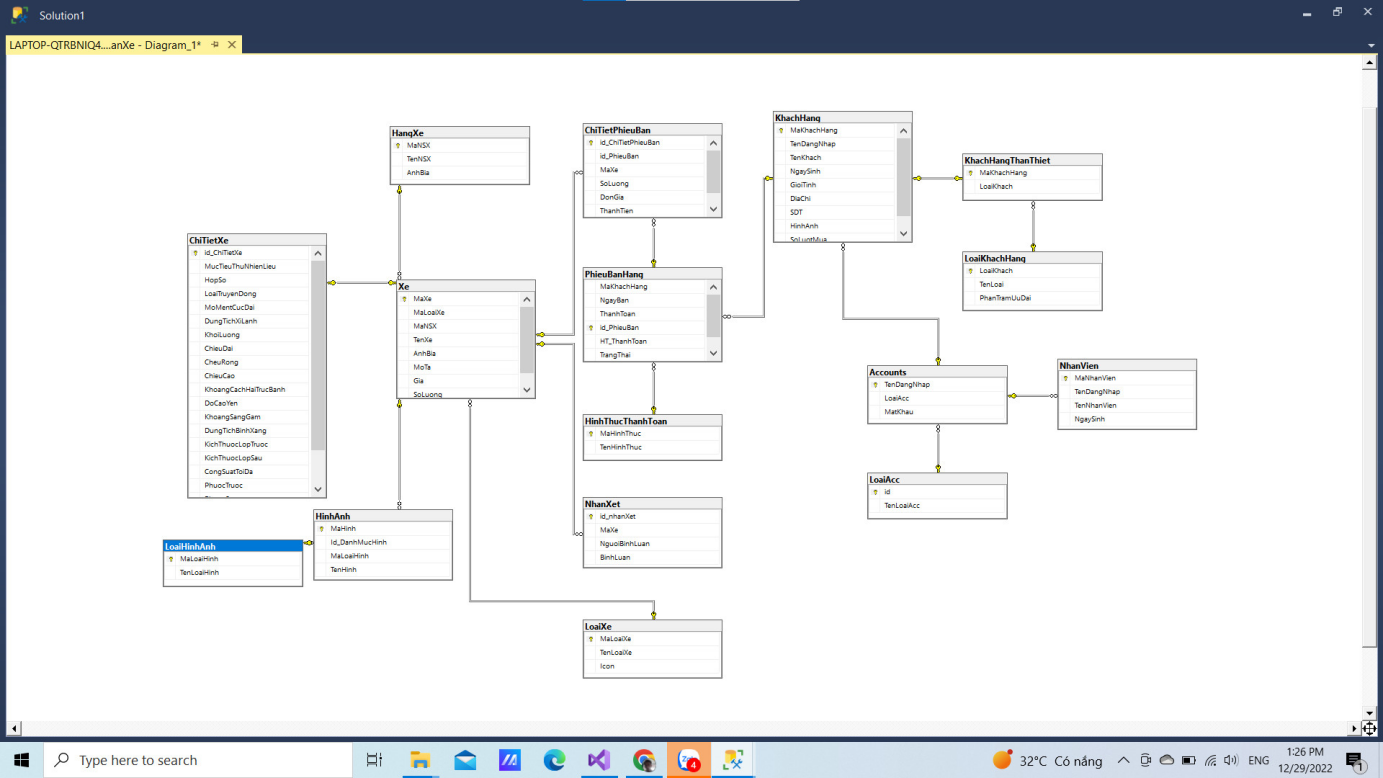 Solution1
LAPTOP-QTRBNIQ4....anXe - Diagram_1*
HangXe
MaNSX
TenNSX
AnhBia
ChiTietPhieuBan
id_ChiTietPhieuBan
id_PhieuBan
MaXe
SoLuong
DonGia
ThanhTien
KhachHang
MaKhachHang
TenDangNhap
TenKhach
NgaySinh
GioiTinh
DiaChi
SDT
HinhAnh
SoLuotMua
KhachHangThanThiet
MaKhachHang
LoaiKhach
LoaiKhachHang
LoaiKhach
TenLoai
PhanTramUuDai
ChiTietXe
id_ChiTietXe
MucTieuThuNhienLieu
HopSo
LoaiTruyenDong
MoMentCucDai
DungTichXiLanh
KhoiLuong
ChieuDai
CheuRong
ChieuCao
KhoangCachHaiTrucBanh
DoCaoYen
KhoangSangGam
DungTichBinhXang
KichThuocLopTruoc
KichThuocLopSau
CongSuatToiDa
PhuocTruoc
Xe
MaXe
MaLoaiXe
MaNSX
TenXe
AnhBia
MoTa
Gia
SoLuong
PhieuBanHang
MaKhachHang
NgayBan
ThanhToan
id_PhieuBan
HT_ThanhToan
TrangThai
HinhThucThanhToan
MaHinhThuc
TenHinhThuc
Accounts
TenDangNhap
LoaiAcc
MatKhau
NhanVien
MaNhanVien
TenDangNhap
TenNhanVien
NgaySinh
LoaiAcc
id
TenLoaiAcc
NhanXet
id_nhanXet
MaXe
NguoiBinhLuan
BinhLuan
HinhAnh
MaHinh
Id_DanhMucHinh
MaLoaiHinh
TenHinh
LoaiHinhAnh
MaLoaiHinh
TenLoaiHinh
LoaiXe
MaLoaiXe
TenLoaiXe
Icon
Type here to search
4
32°C Có nắng
ENG
1:26 PM
12/29/2022
1